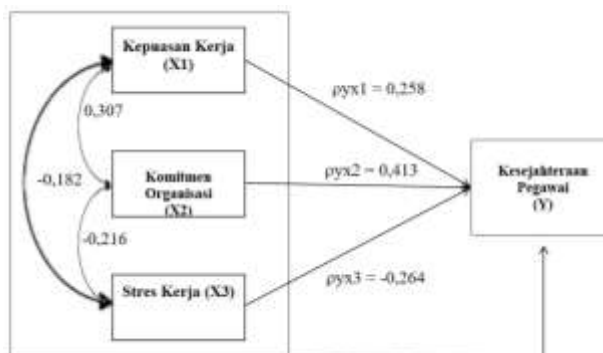 Kepuasan Kerja
(X1)
ρyx1 = 0,258
0,307
-0,182
Komitmen
Organisasi
(X2)
ρyx2 = 0,413
Kesejahteraan
Pegawai
(Y)
-0,216
Stres Kerja (X3)
ρyx3 = -0,264